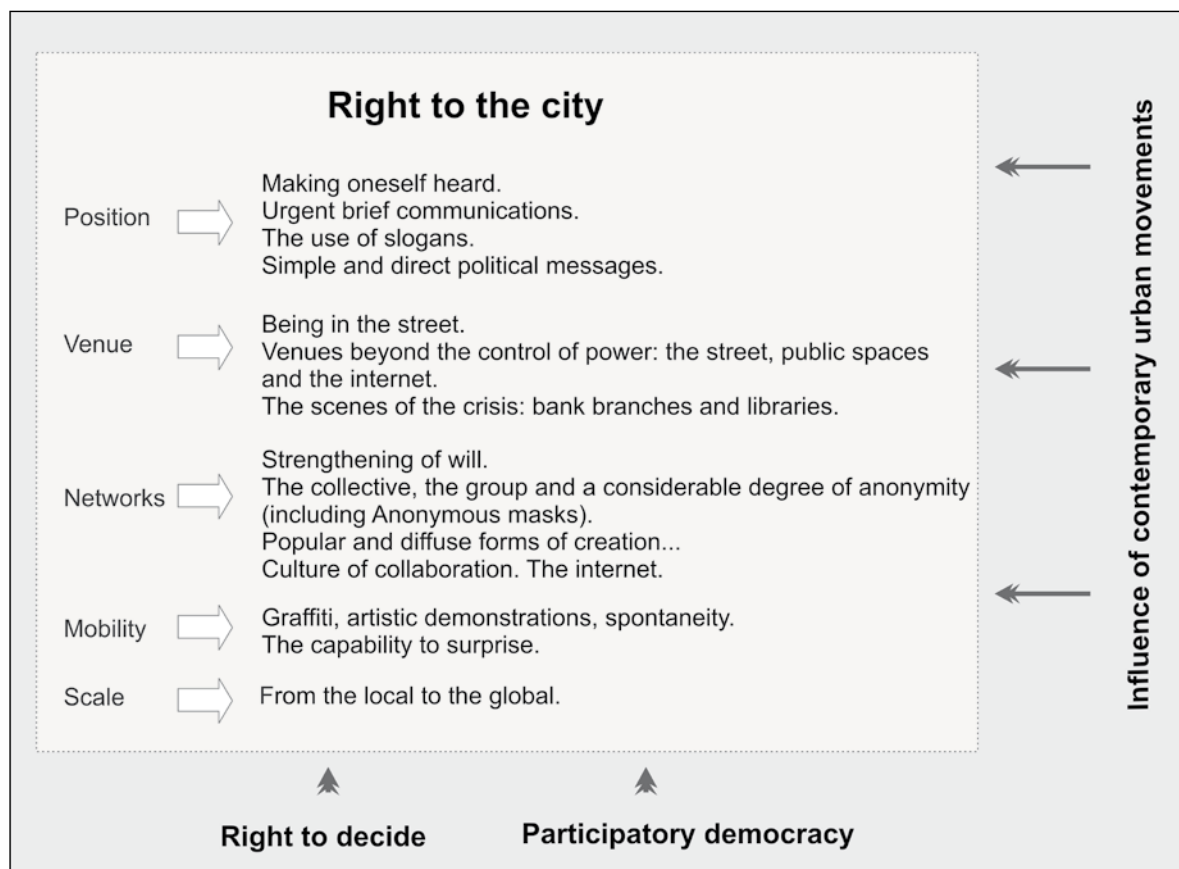 Right to the city
Position
Making oneself heard.
Urgent brief communications.
The use of slogans.
Simple and direct political messages.
Venue
Being in the street.
Venues beyond the control of power: the street, public spaces
and the internet.
The scenes of the crisis: bank branches and libraries.
Networks
Strengthening of will.
The collective, the group and a considerable degree of anonymity
(including Anonymous masks).
Popular and diffuse forms of creation...
Culture of collaboration. The internet.
Mobility
Graffiti, artistic demonstrations, spontaneity.
The capability to surprise.
Scale
From the local to the global.
Right to decide
Participatory democracy
Influence of contemporary urban movements